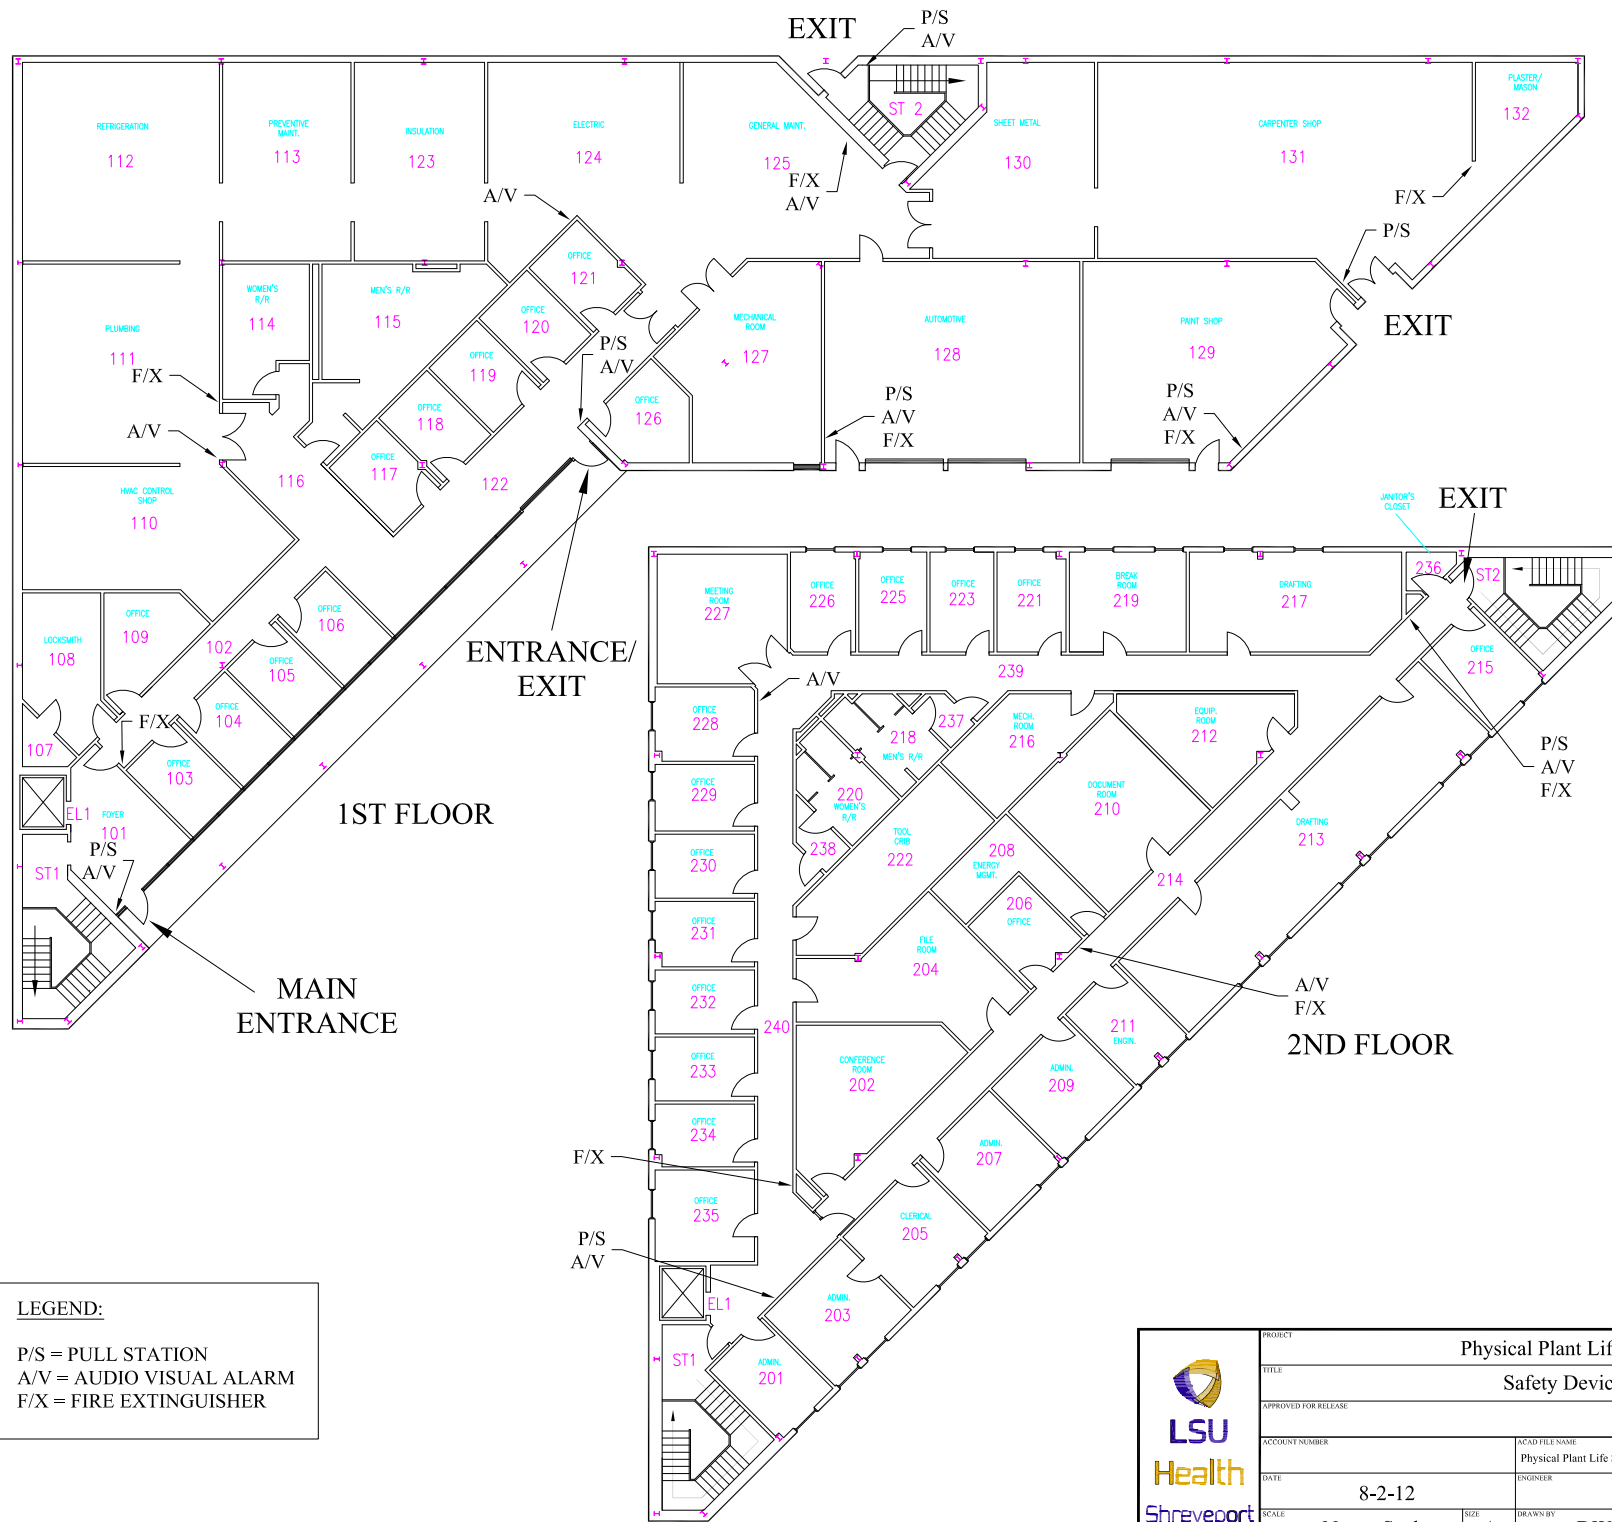 EXIT
P/S
A/V
REFRIGERATION
112
PREVENTIVE
MAINT.
113
INSULATION
123
ELECTRIC
124
GENERAL MAINT.
125
F/X
A/V
ST 2
SHEET METAL
130
CARPENTER SHOP
131
PLASTER/
MASON
132
F/X
P/S
EXIT
A/V
OFFICE
121
OFFICE
120
OFFICE
119
OFFICE
118
OFFICE
117
WOMEN'S
R/R
114
MEN'S R/R
115
PLUMBING
111
F/X
A/V
116
122
P/S
A/V
OFFICE
126
MECHANICAL
ROOM
127
AUTOMOTIVE
128
PAINT SHOP
129
P/S
A/V
F/X
P/S
A/V
F/X
HVAC CONTROL
SHOP
110
OFFICE
109
LOCKSMITH
108
102
OFFICE
106
OFFICE
105
OFFICE
104
OFFICE
103
107
F/X
EL1
FOYER
101
P/S
A/V
ST1
ENTRANCE/
EXIT
1ST FLOOR
MAIN
ENTRANCE
JANITOR'S
CLOSET
EXIT
236
ST2
MEETING
ROOM
227
OFFICE
226
OFFICE
225
OFFICE
223
OFFICE
221
BREAK
ROOM
219
DRAFTING
217
OFFICE
215
239
A/V
P/S
A/V
F/X
OFFICE
228
OFFICE
229
OFFICE
230
OFFICE
231
OFFICE
232
OFFICE
233
OFFICE
234
OFFICE
235
218
MEN'S R/R
237
MECH.
ROOM
216
EQUIP.
ROOM
212
220
WOMEN'S
R/R
238
TOOL
CRIB
222
DOCUMENT
ROOM
210
DRAFTING
213
208
ENERGY
MGMT.
206
OFFICE
214
FILE
ROOM
204
A/V
F/X
2ND FLOOR
240
CONFERENCE
ROOM
202
211
ENGIN.
ADMIN.
209
ADMIN.
207
CLERICAL
205
ADMIN.
203
ADMIN.
201
F/X
P/S
A/V
EL1
ST1
LEGEND:
P/S = PULL STATION
A/V = AUDIO VISUAL ALARM
F/X = FIRE EXTINGUISHER
LSU
Health
Shreveport
PROJECT
Physical Plant Lif
TITLE
Safety Devic
APPROVED FOR RELEASE
ACCOUNT NUMBER
ACAD FILE NAME
Physical Plant Life
DATE
8-2-12
ENGINEER
SCALE
SIZE
DRAWN BY